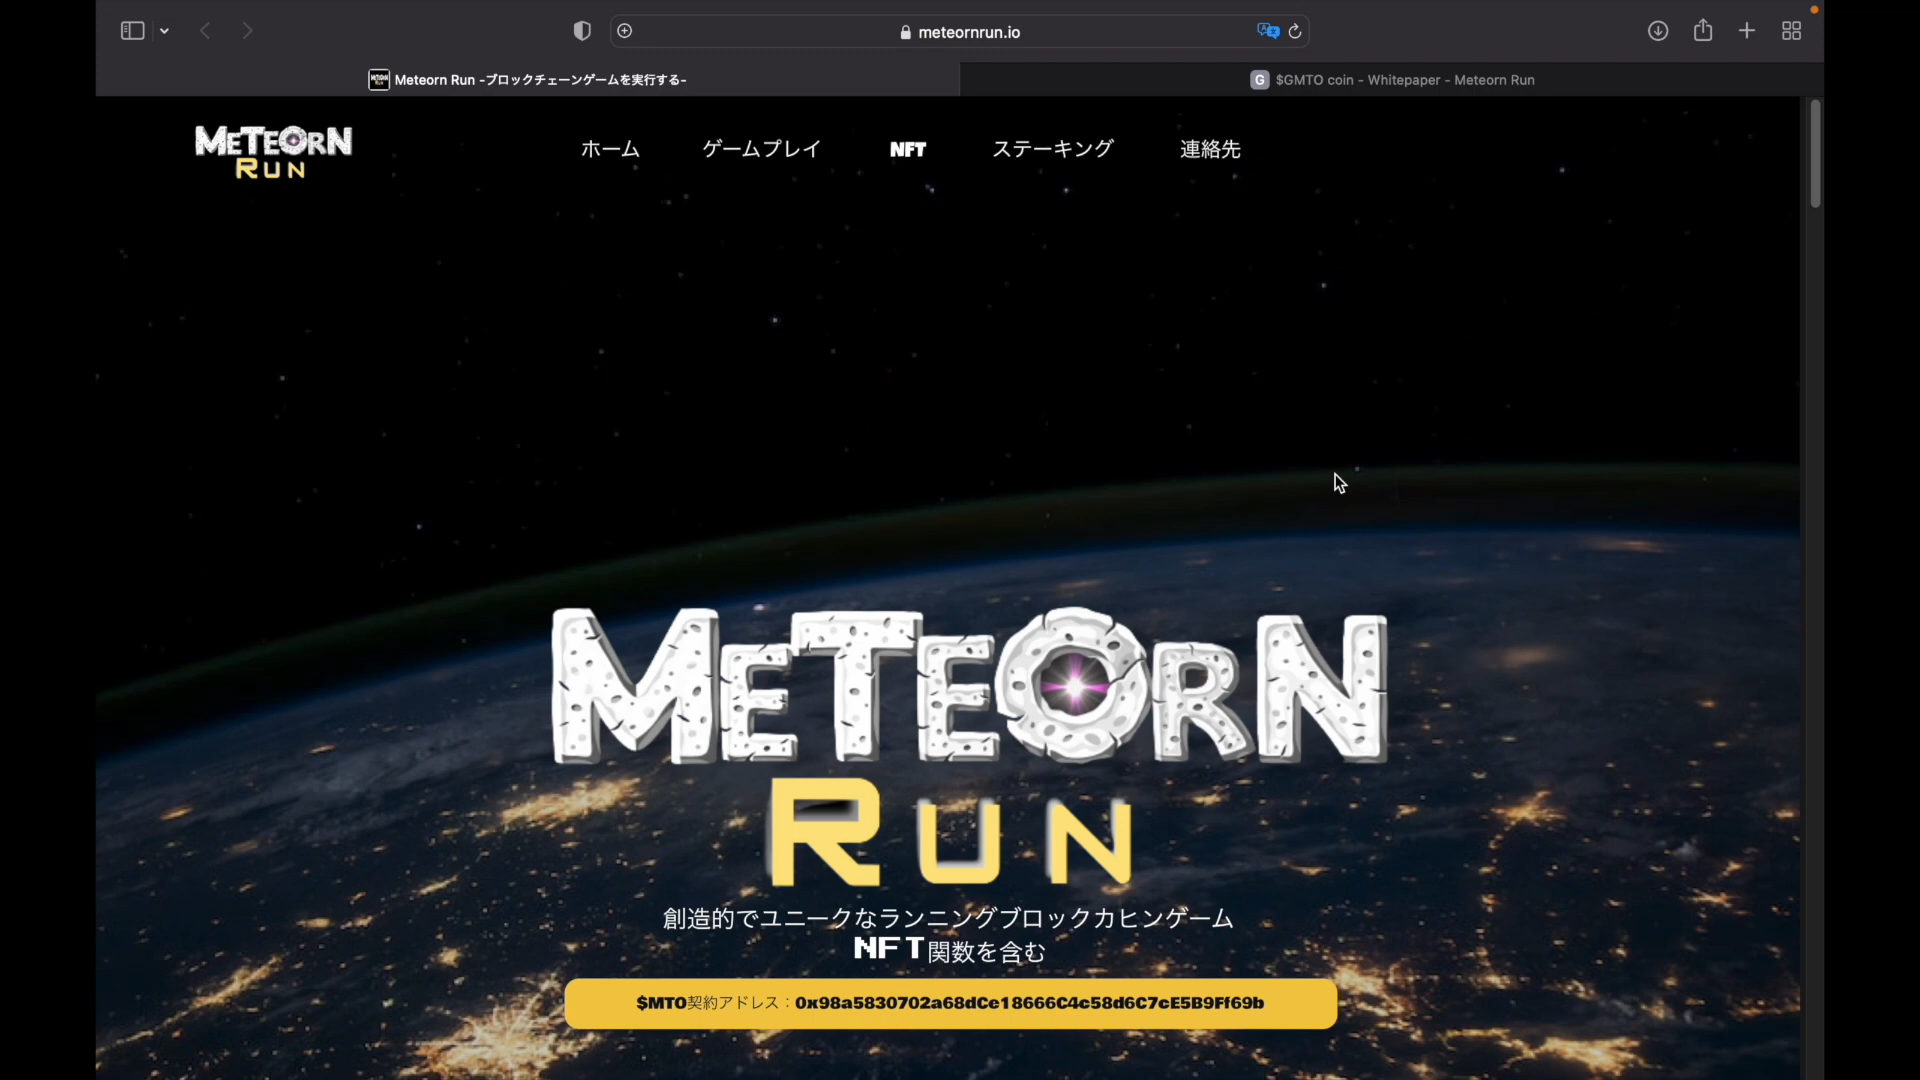 meteornrun.io
Meteorn Run -ブロックチェーンゲームを実行する-
G $GMTO coin - Whitepaper - Meteorn Run
METEORN
RUN
ホーム ゲームプレイ NFT ステーキング 連絡先
METEORN
RUN
創造的でユニークなランニングブロックカヒンゲーム
NFT関数を含む
$MTO契約アドレス：0x98a5830702a68dCe18666C4c58d6C7cE5B9Ff69b